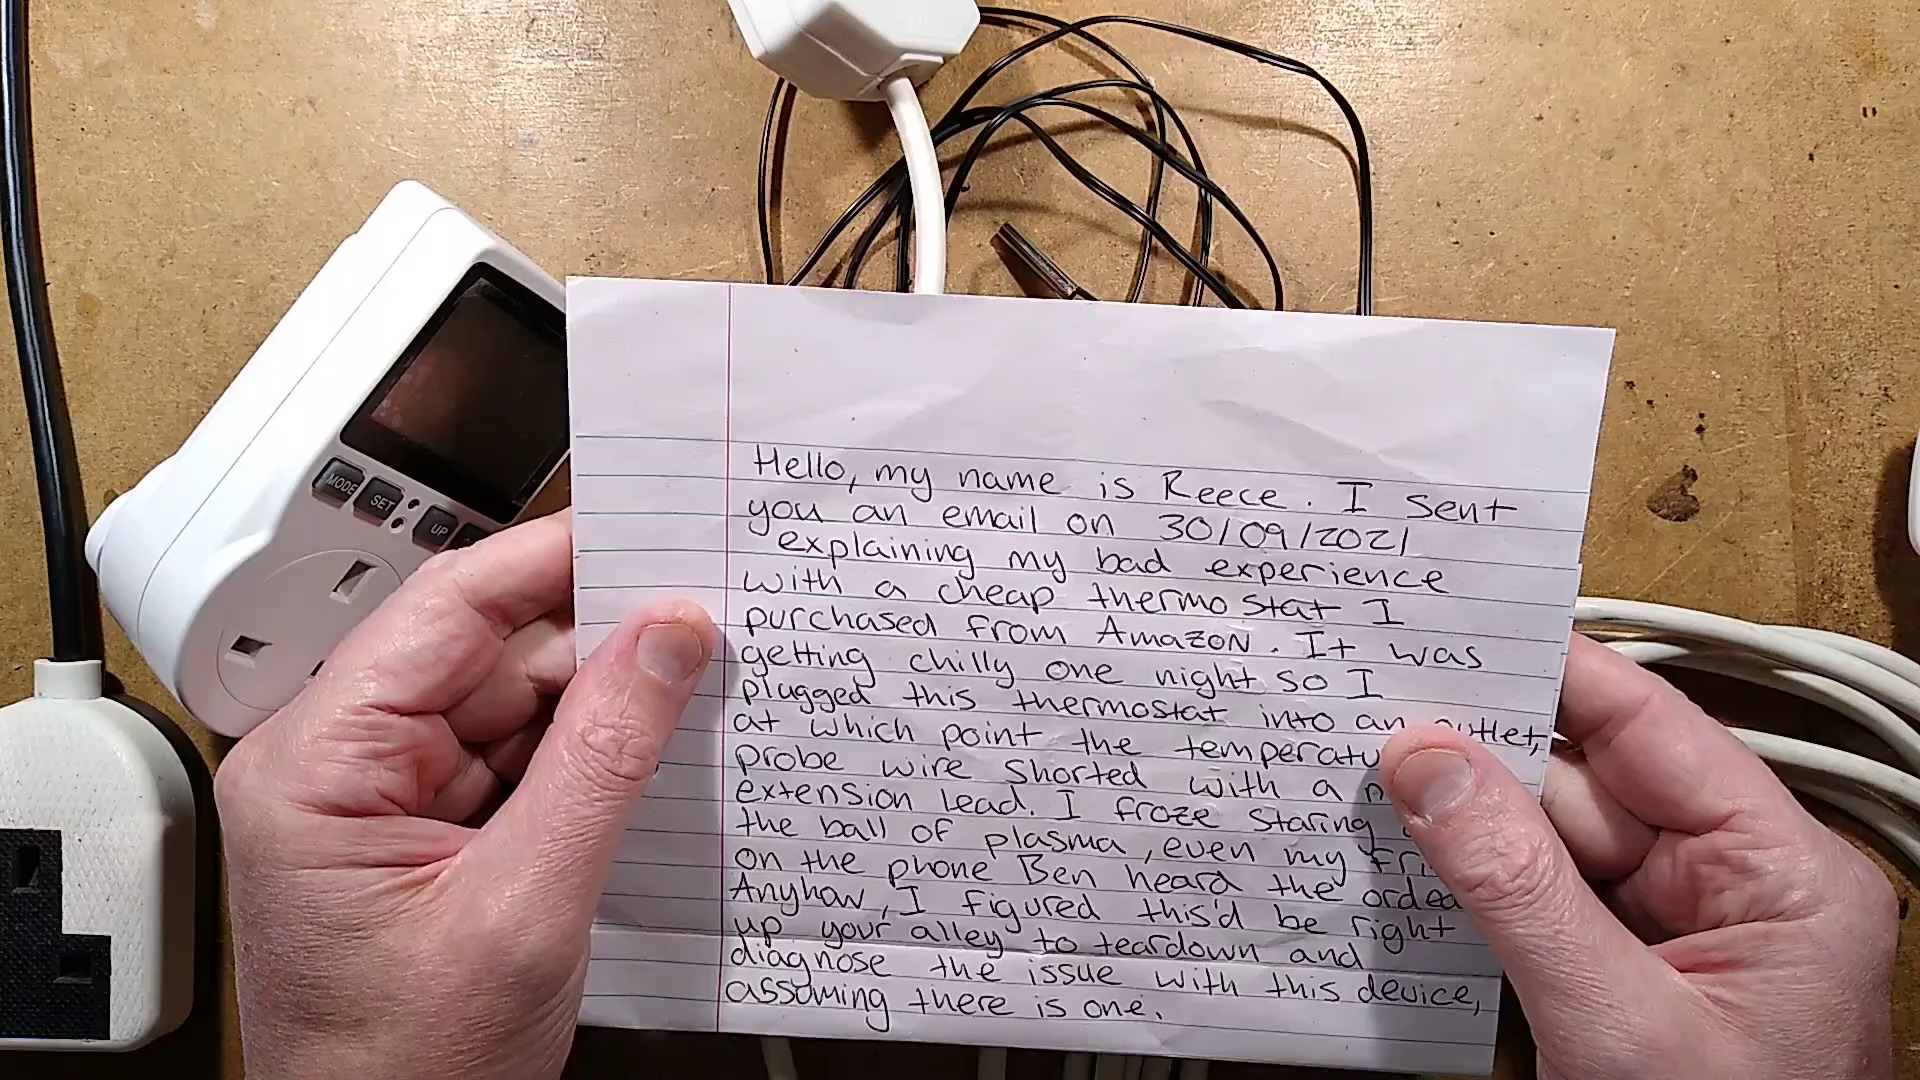 MODE
SET
UP
Hello, my name is Reece. I sent
you an email on 30/09/2021
explaining my bad experience
with a cheap thermostat I
purchased from Amazon. It was
getting chilly one night so I
plugged this thermostat into an outlet,
at which point the
probe wire shorted with a
extension lead. I froze staring
the ball of plasma, even my
on the phone Ben heard the
Anyhow, I figured this'd be right
up your alley to teardown and
diagnose the issue with this device,
assuming there is one.